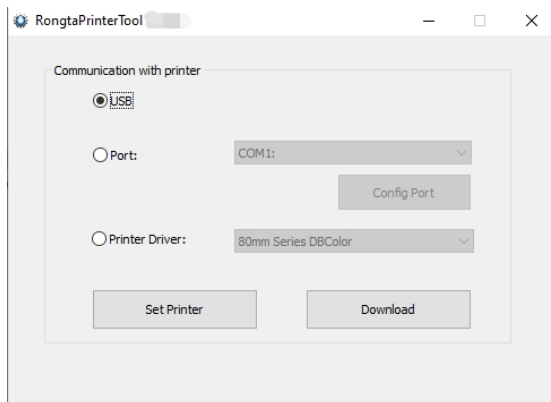 RongtaPrinterTool
Communication with printer
USB
Port:
COM1:
Config Port
Printer Driver:
80mm Series DBColor
Set Printer
Download